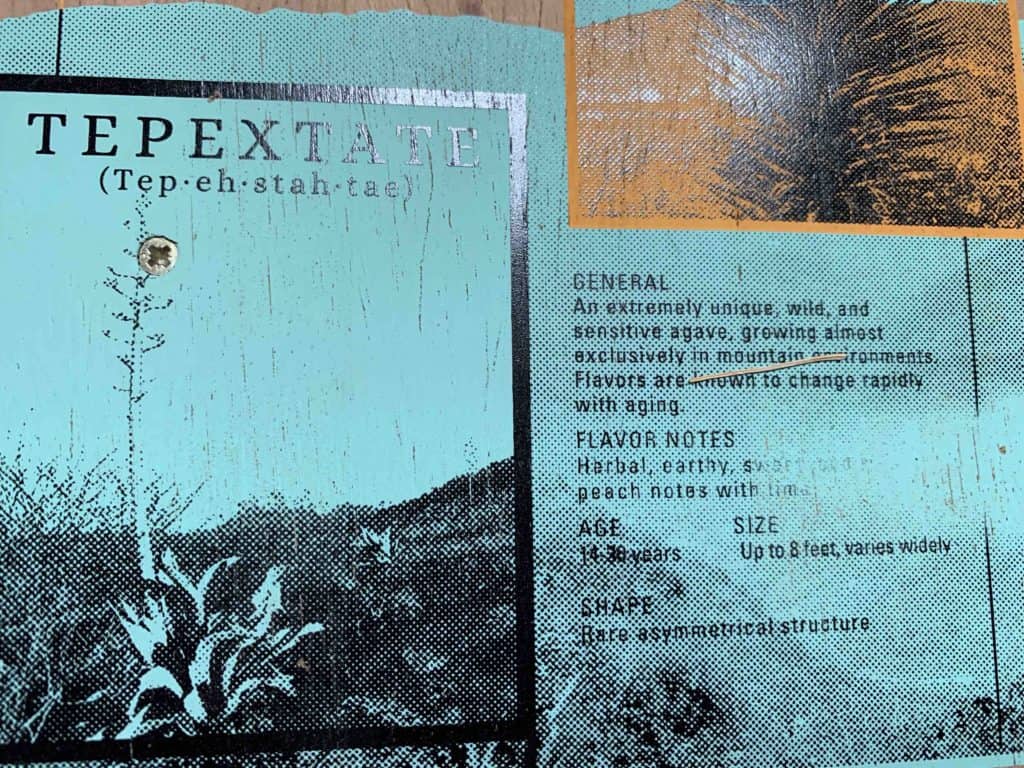 TEPEXTATE
(Tep·eh·stah·tae)
GENERAL
An extremely unique, wild, and
sensitive agave, growing almost
exclusively in mountain
Flavors are known to change rapidly
with aging.
FLAVOR NOTES
Herbal, earthy,
peach notes with
AGE
14-30 years
SIZE
Up to 8 feet, varies widely
SHAPE
Rare asymmetrical structure